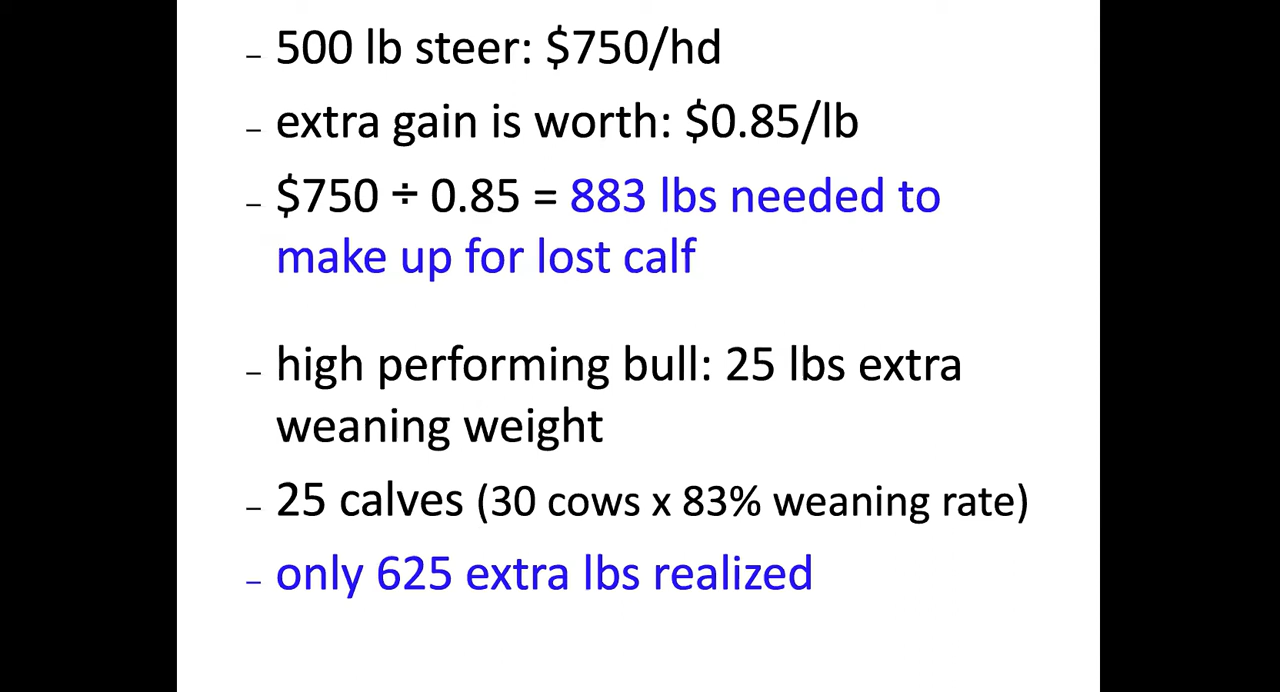 – 500 lb steer: $750/hd
– extra gain is worth: $0.85/lb
– $750 ÷ 0.85 = 883 lbs needed to
make up for lost calf
– high performing bull: 25 lbs extra
weaning weight
– 25 calves (30 cows x 83% weaning rate)
– only 625 extra lbs realized